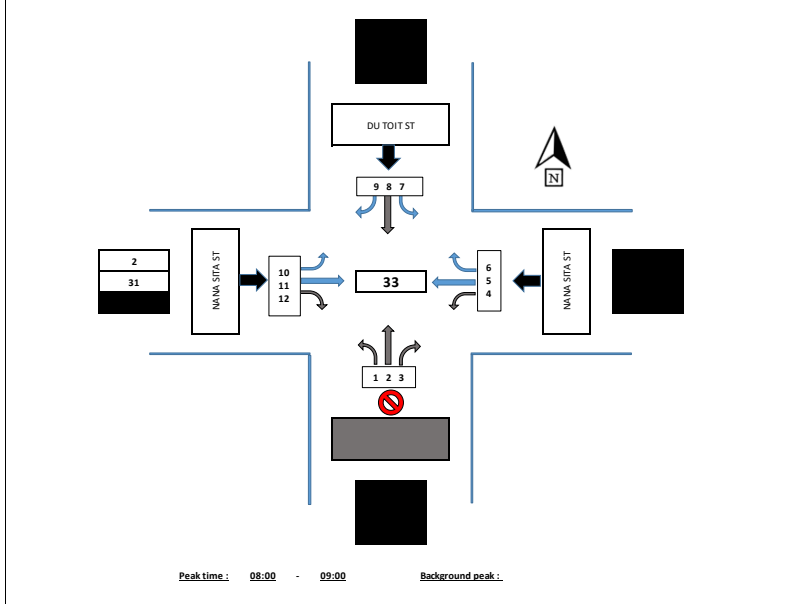 DU TOIT ST
9 8 7
N
2
31
NANA SITA ST
10
11
12
33
6
5
4
NANA SITA ST
1 2 3
Peak time : 08:00 - 09:00 Background peak :